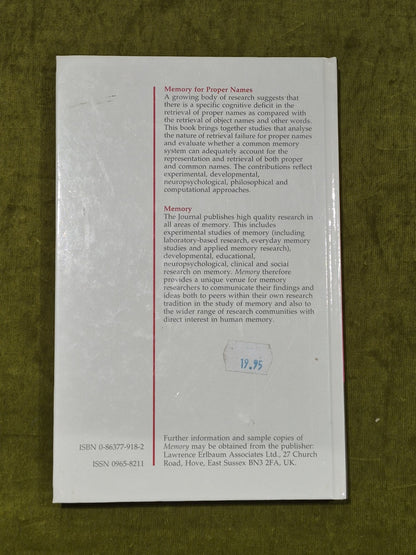 Memory for Proper Names
A growing body of research suggests that
there is a specific cognitive deficit in the
retrieval of proper names as compared with
the retrieval of object names and other words.
This book brings together studies that analyse
the nature of retrieval failure for proper names
and evaluate whether a common memory
system can adequately account for the
representation and retrieval of both proper
and common names. The contributions reflect
experimental, developmental,
neuropsychological, philosophical and
computational approaches.
Memory
The Journal publishes high quality research in
all areas of memory. This includes
experimental studies of memory (including
laboratory-based research, everyday memory
studies and applied memory research),
developmental, educational,
neuropsychological, clinical and social
research on memory. Memory therefore
provides a unique venue for memory
researchers to communicate their findings and
ideas both to peers within their own research
tradition in the study of memory and also to
the wider range of research communities with
direct interest in human memory.
19.95
ISBN 0-86377-918-2
ISSN 0965-8211
Further information and sample copies of
Memory may be obtained from the publisher:
Lawrence Erlbaum Associates Ltd., 27 Church
Road, Hove, East Sussex BN3 2FA, UK.